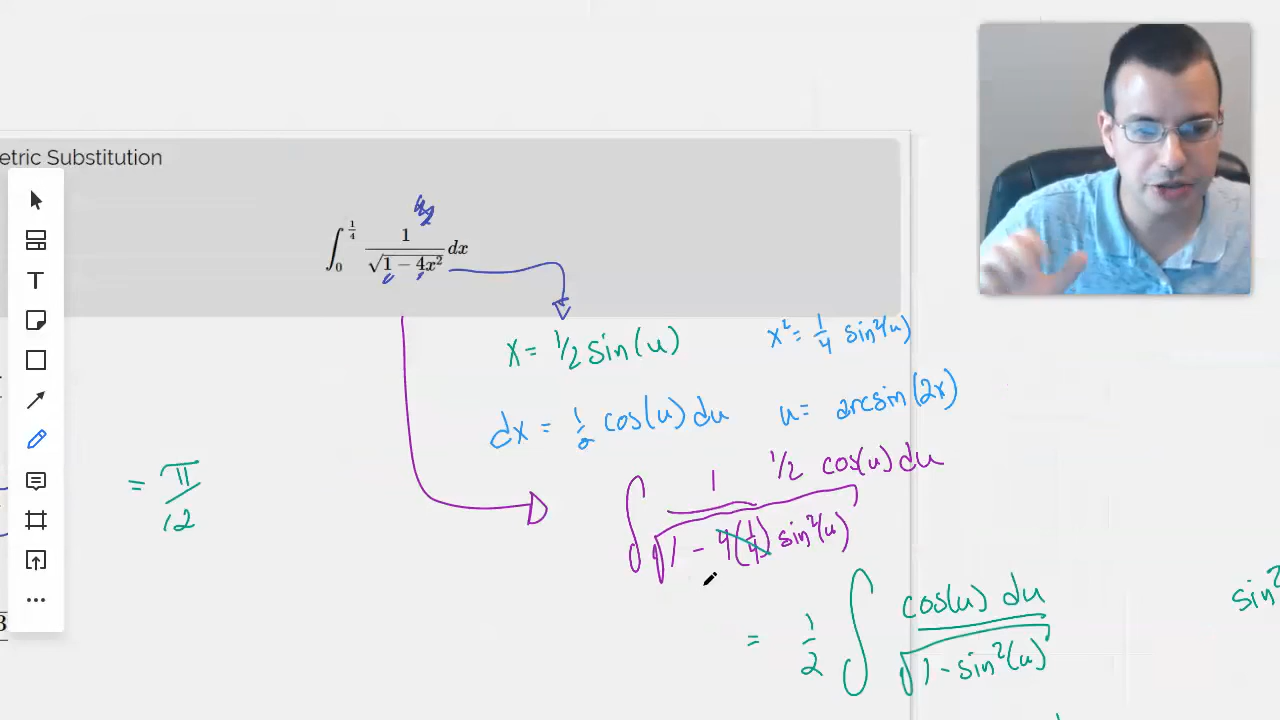 etric Substitution
∫₀^{1/4} 1/√(1 − 4x²) dx
x = 1/2 sin(u)
x² = 1/4 sin²(u)
dx = 1/2 cos(u) du
u = arcsin(2x)
= π/12
∫ 1/√(1 − 4(1/4) sin²(u)) 1/2 cos(u) du
= 1/2 ∫ cos(u) du/√(1 − sin²(u))
sin²
T
3